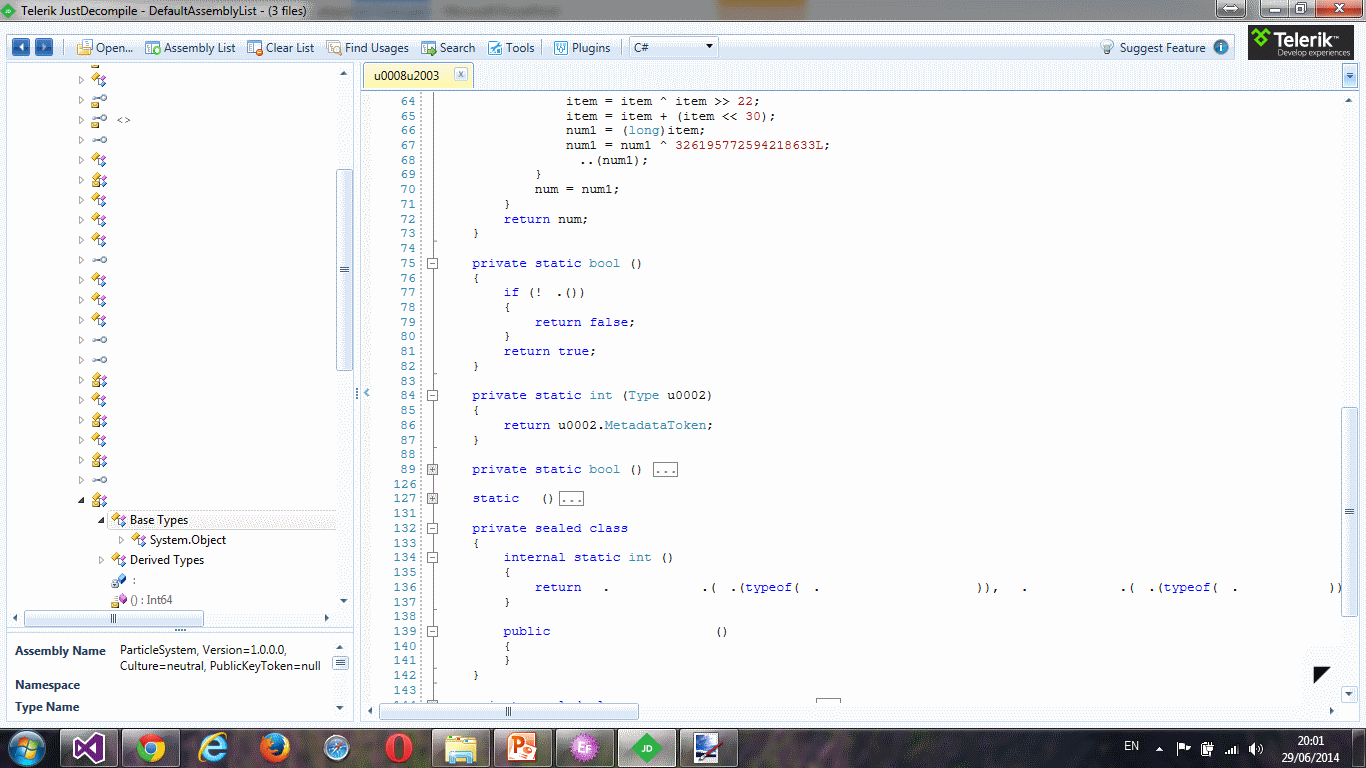 Telerik JustDecompile - DefaultAssemblyList - (3 files)
Open... Assembly List Clear List Find Usages Search Tools Plugins C# Suggest Feature
Telerik™
Develop experiences
<>
Base Types
System.Object
Derived Types
:
() : Int64
Assembly Name ParticleSystem, Version=1.0.0.0,
Culture=neutral, PublicKeyToken=null
Namespace
Type Name
u0008u2003 x
64 item = item ^ item >> 22;
65 item = item + (item << 30);
66 num1 = (long)item;
67 num1 = num1 ^ 326195772594218633L;
68 ..(num1);
69 }
70 num = num1;
71 }
72 return num;
73 }
74
75 private static bool ()
76 {
77 if (! .())
78 {
79 return false;
80 }
81 return true;
82 }
83
84 private static int (Type u0002)
85 {
86 return u0002.MetadataToken;
87 }
88
89 private static bool () ...
126
127 static () ...
131
132 private sealed class
133 {
134 internal static int ()
135 {
136 return . .( .(typeof( . )), . .( .(typeof( . ))
137 }
138
139 public ()
140 {
141 }
142 }
143
JD
EN 20:01
29/06/2014